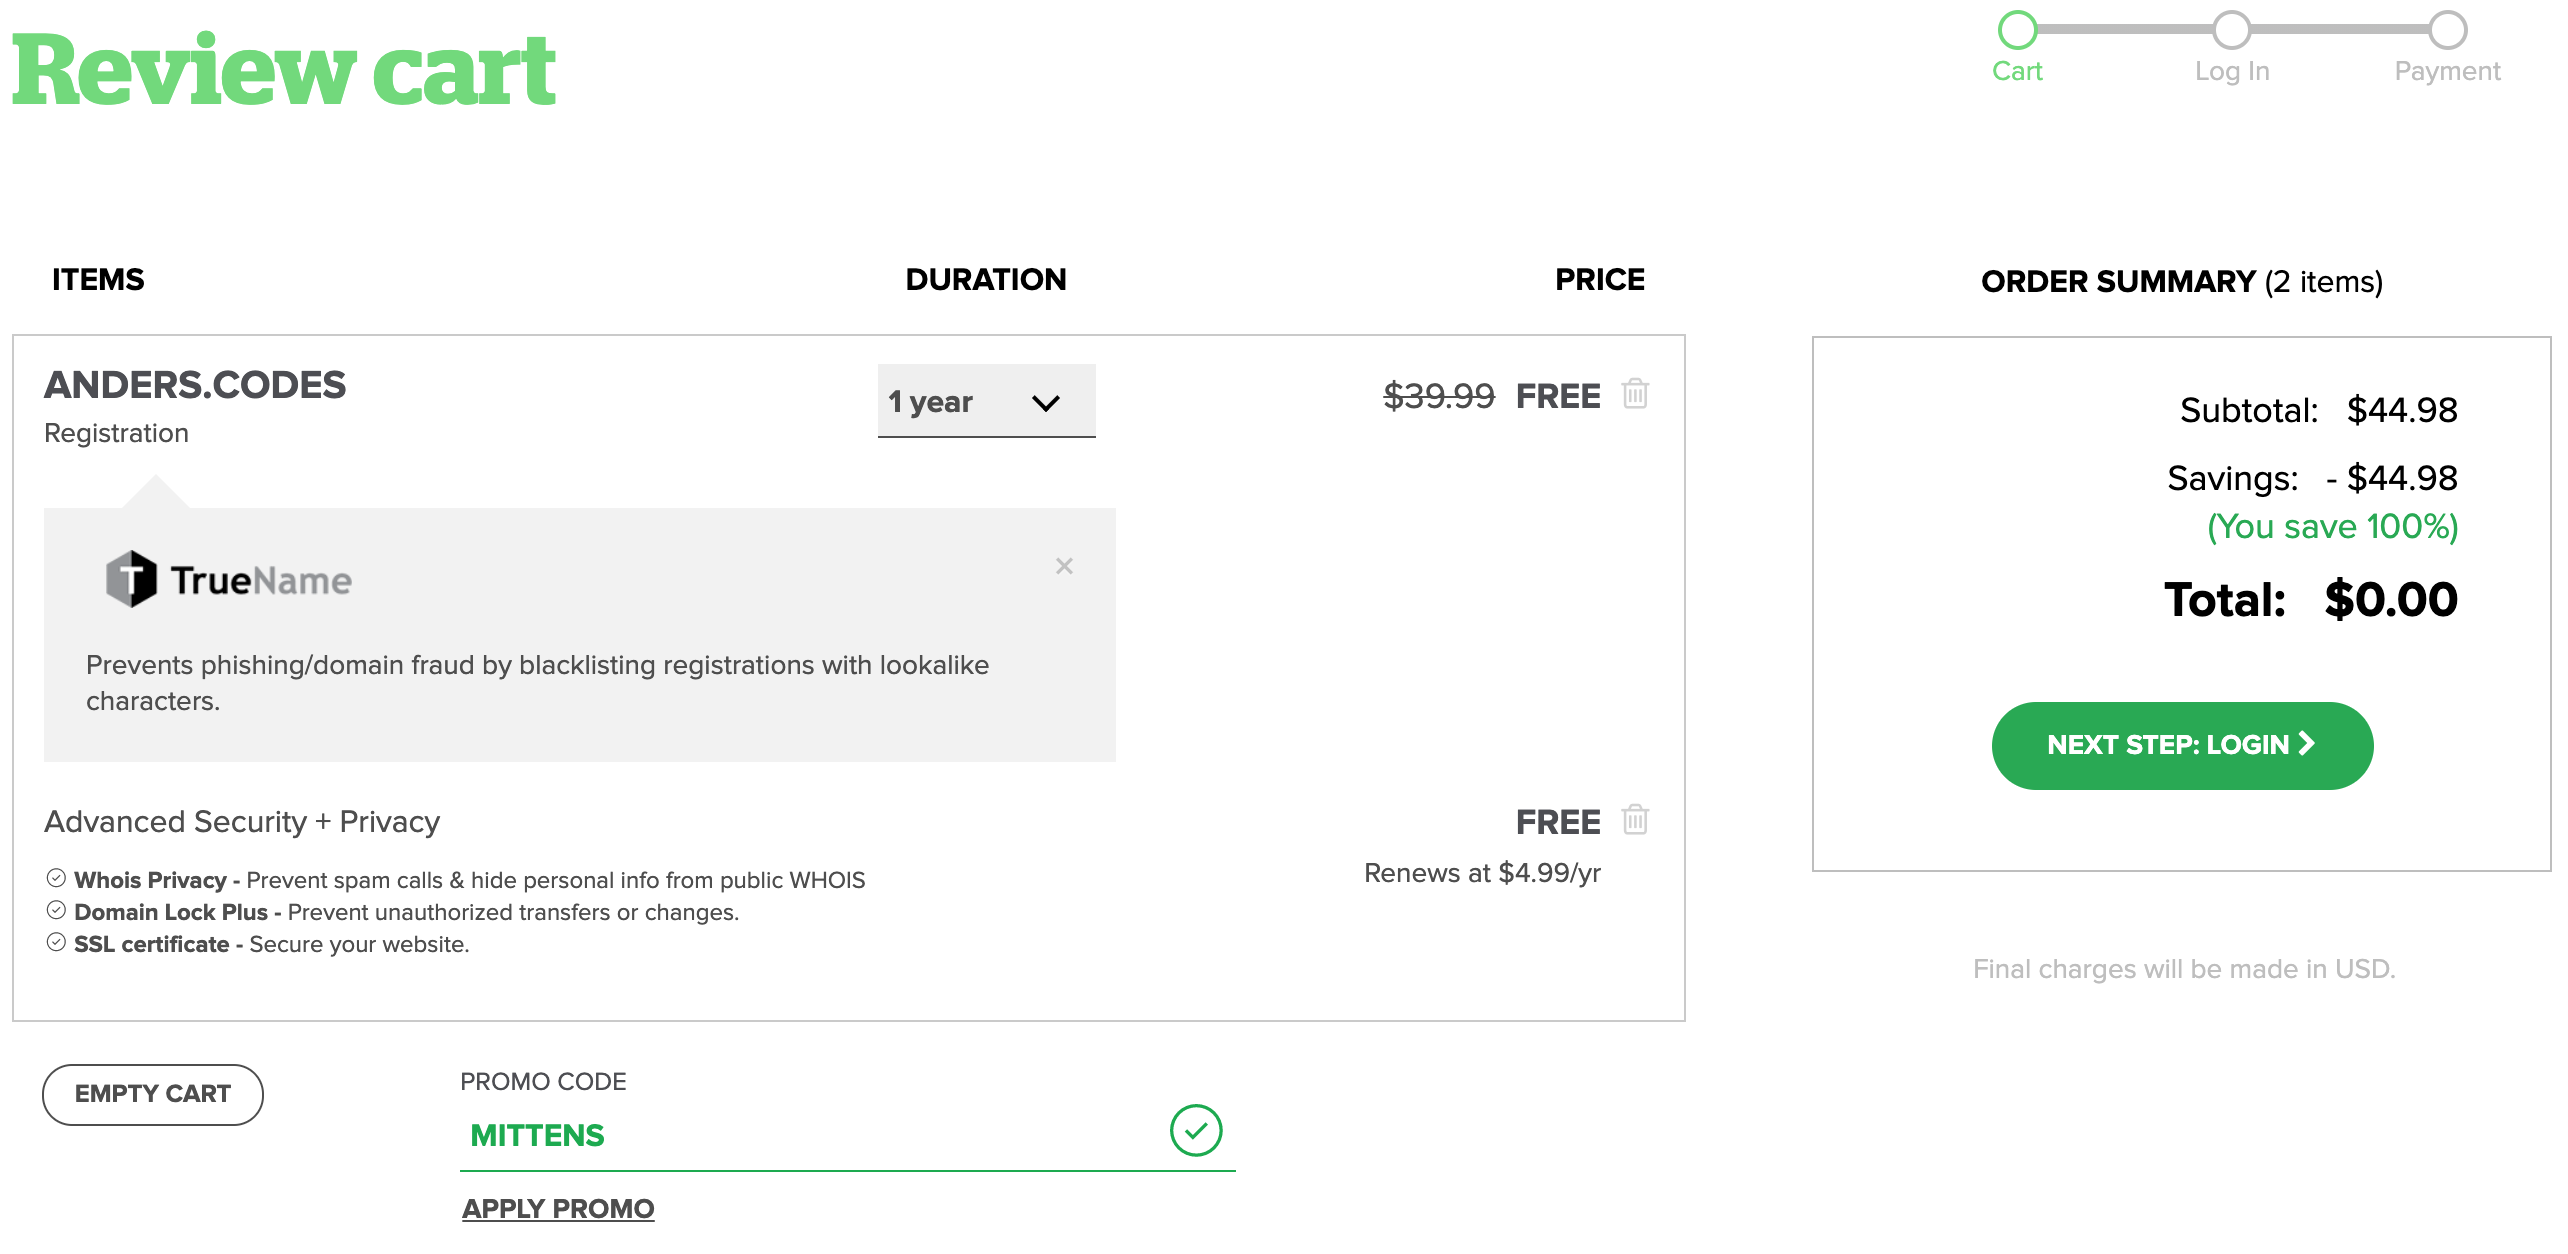 Review cart
Cart
Log In
Payment
ITEMS
DURATION
PRICE
ANDERS.CODES
Registration
1 year
$39.99 FREE
T TrueName
×
Prevents phishing/domain fraud by blacklisting registrations with lookalike
characters.
Advanced Security + Privacy
FREE
Renews at $4.99/yr
Whois Privacy - Prevent spam calls & hide personal info from public WHOIS
Domain Lock Plus - Prevent unauthorized transfers or changes.
SSL certificate - Secure your website.
EMPTY CART
PROMO CODE
MITTENS
APPLY PROMO
ORDER SUMMARY (2 items)
Subtotal: $44.98
Savings: - $44.98
(You save 100%)
Total: $0.00
NEXT STEP: LOGIN
Final charges will be made in USD.